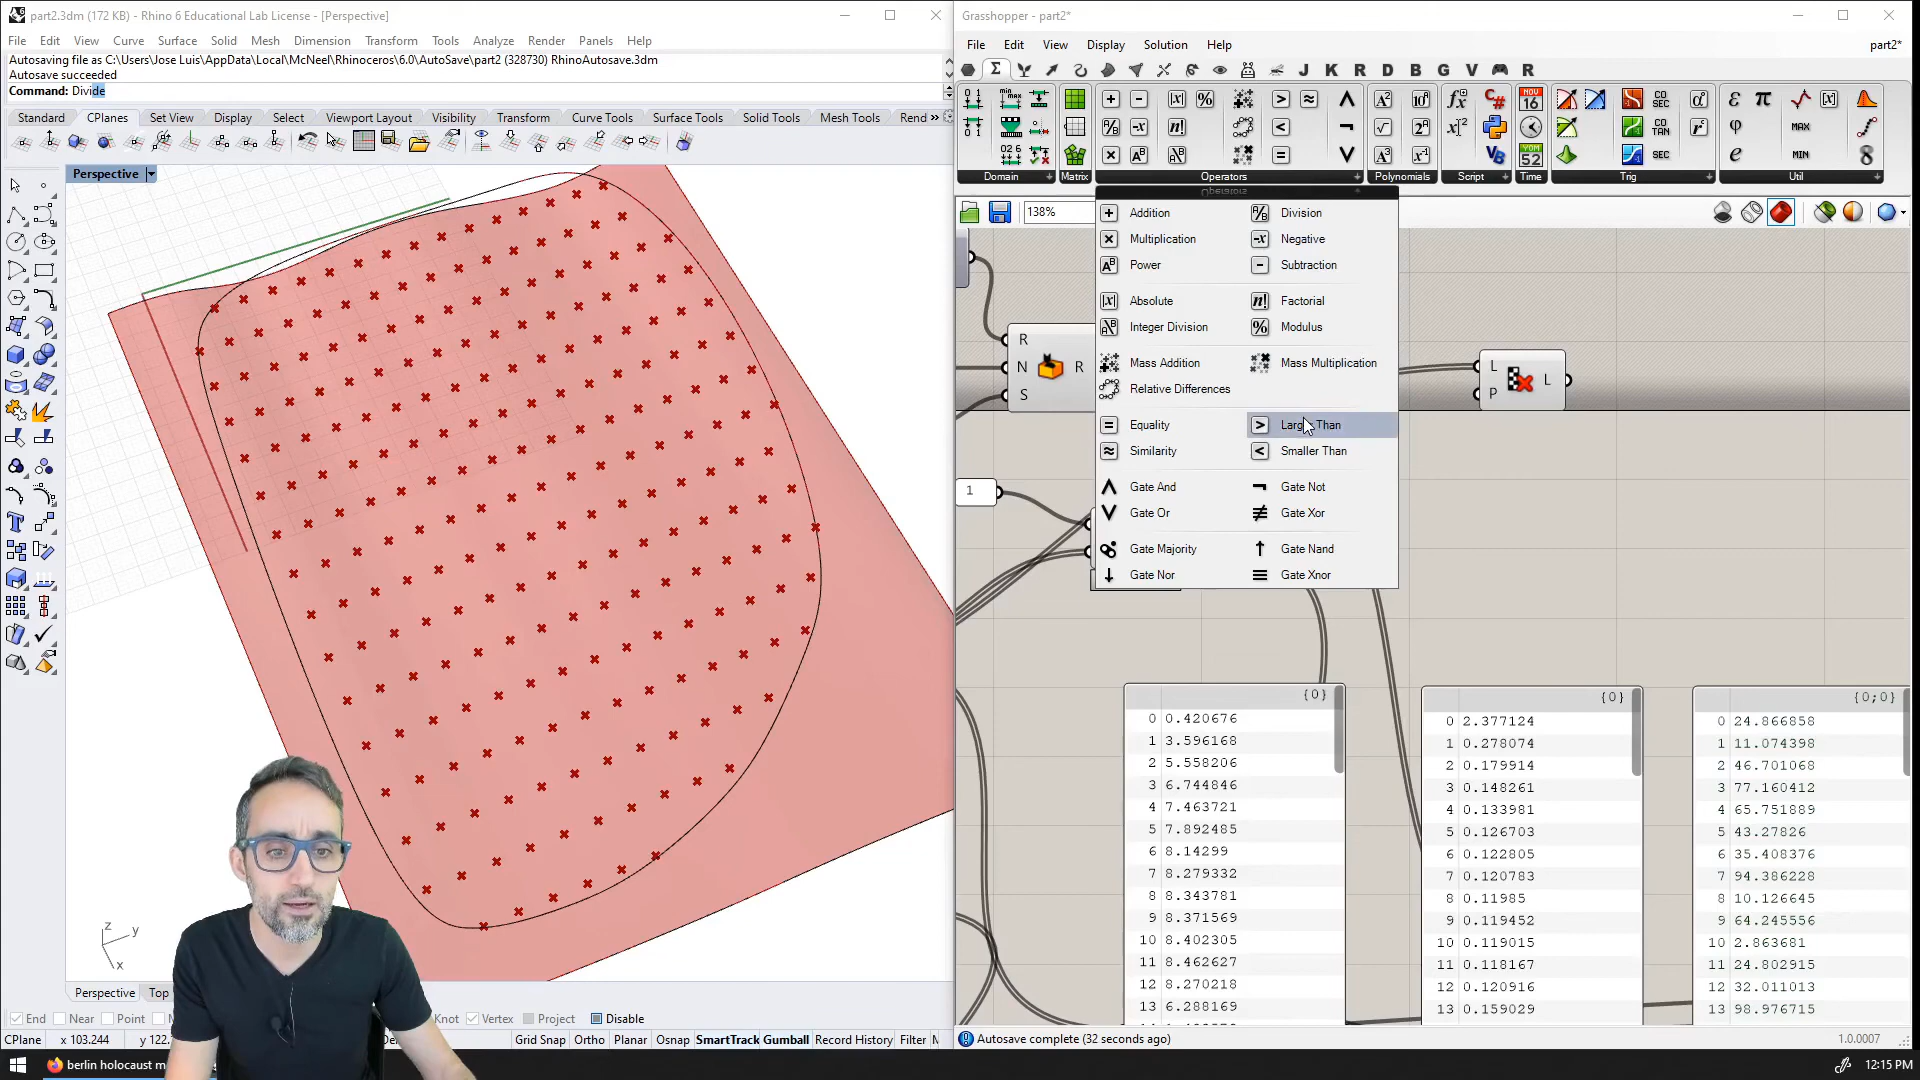 part2.3dm (172 KB) - Rhino 6 Educational Lab License - [Perspective]
File Edit View Curve Surface Solid Mesh Dimension Transform Tools Analyze Render Panels Help
Autosaving file as C:\Users\Jose Luis\AppData\Local\McNeel\Rhinoceros\6.0\AutoSave\part2 (328730) RhinoAutosave.3dm
Autosave succeeded
Command: Divide
Standard CPlanes Set View Display Select Viewport Layout Visibility Transform Curve Tools Surface Tools Solid Tools Mesh Tools Rend »
Perspective
z
y
x
Perspective Top
End Near Point Knot Vertex Project Disable
CPlane x 103.244 y 122. Grid Snap Ortho Planar Osnap SmartTrack Gumball Record History Filter
berlin holocaust m
Grasshopper - part2*
File Edit View Display Solution Help part2*
Domain Matrix Operators Polynomials Script Time Trig Util
138%
Operators
Addition Division
Multiplication Negative
Power Subtraction
Absolute Factorial
Integer Division Modulus
Mass Addition Mass Multiplication
Relative Differences
Equality Larger Than
Similarity Smaller Than
Gate And Gate Not
Gate Or Gate Xor
Gate Majority Gate Nand
Gate Nor Gate Xnor
R
N R
S
L L
P
1
{0}
0 0.420676
1 3.596168
2 5.558206
3 6.744846
4 7.463721
5 7.892485
6 8.14299
7 8.279332
8 8.343781
9 8.371569
10 8.402305
11 8.462627
12 8.270218
13 6.288169
{0}
0 2.377124
1 0.278074
2 0.179914
3 0.148261
4 0.133981
5 0.126703
6 0.122805
7 0.120783
8 0.11985
9 0.119452
10 0.119015
11 0.118167
12 0.120916
13 0.159029
{0;0}
0 24.866858
1 11.074398
2 46.701068
3 77.160412
4 65.751889
5 43.27826
6 35.408376
7 94.386228
8 10.126645
9 64.245556
10 2.863681
11 24.802915
12 32.011013
13 98.976715
Autosave complete (32 seconds ago) 1.0.0007
12:15 PM